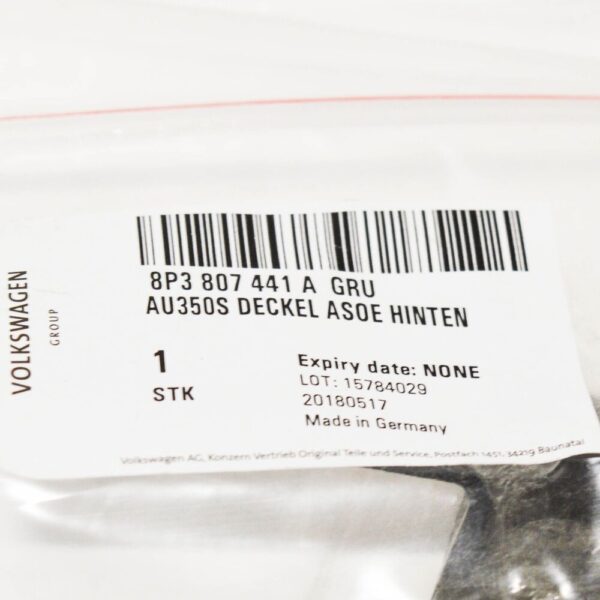 VOLKSWAGEN
GROUP
8P3 807 441 A GRU
AU350S DECKEL ASOE HINTEN
1
STK
Expiry date: NONE
LOT: 15784029
20180517
Made in Germany
Volkswagen AG, Konzern Vertrieb Original Teile und Service, Postfach 1451, 34219 Baunatal